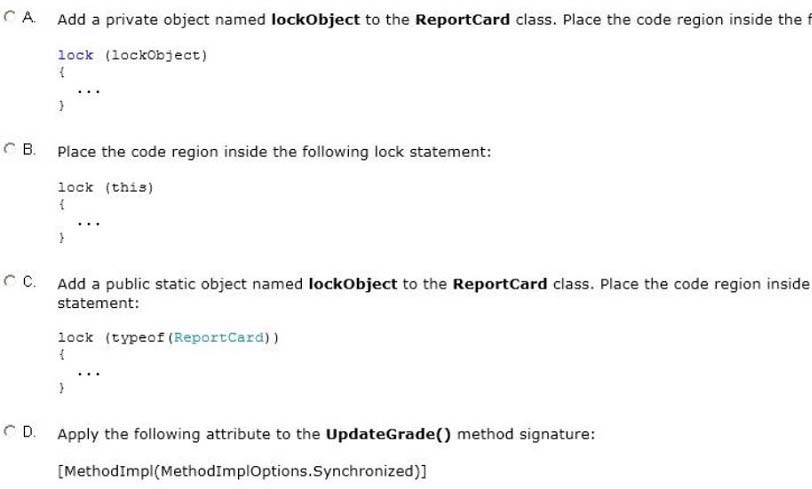 A. Add a private object named lockObject to the ReportCard class. Place the code region inside the
lock (lockObject)
{
...
}
B. Place the code region inside the following lock statement:
lock (this)
{
...
}
C. Add a public static object named lockObject to the ReportCard class. Place the code region inside
statement:
lock (typeof(ReportCard))
{
...
}
D. Apply the following attribute to the UpdateGrade() method signature:
[MethodImpl(MethodImplOptions.Synchronized)]